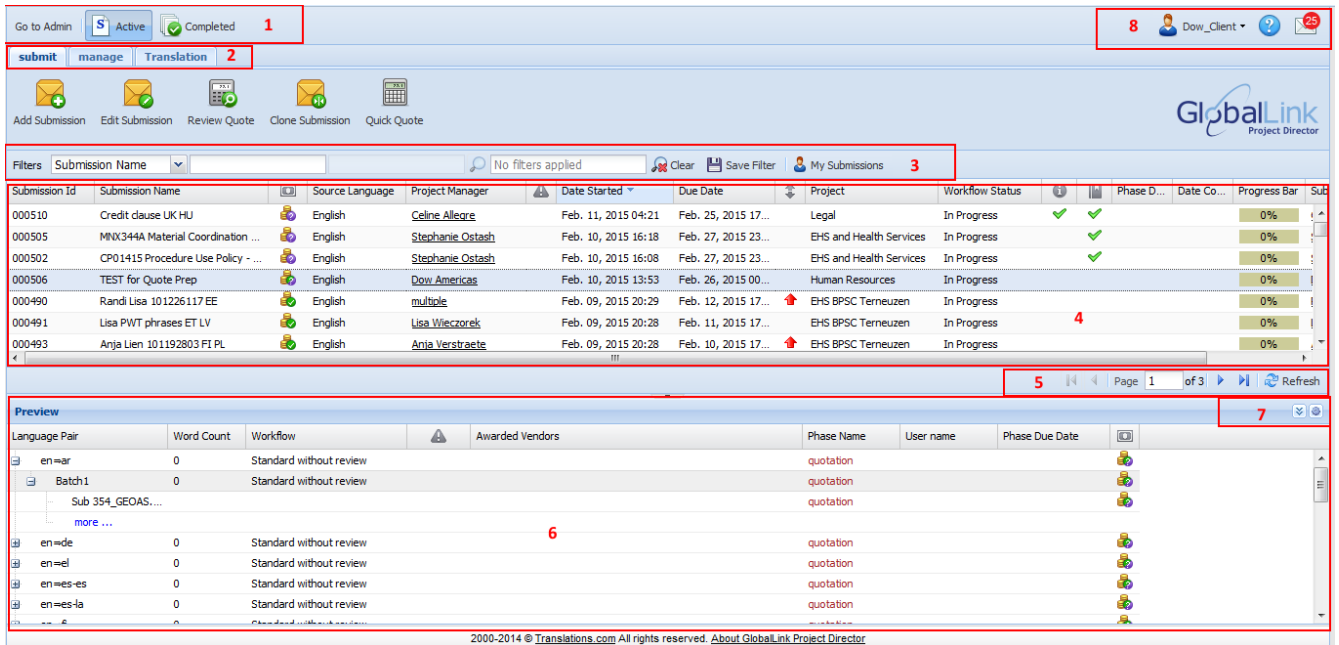 Go to Admin S Active Completed 1 8 Dow_Client ? 25
submit manage Translation 2
Add Submission Edit Submission Review Quote Clone Submission Quick Quote
GlobalLink
Project Director
Filters Submission Name No filters applied Clear Save Filter My Submissions 3
Submission Id Submission Name Source Language Project Manager Date Started Due Date Project Workflow Status Phase D... Date Co... Progress Bar Sub
000510 Credit clause UK HU English Celine Allegre Feb. 11, 2015 04:21 Feb. 25, 2015 17... Legal In Progress 0%
000505 MNX344A Material Coordination ... English Stephanie Ostash Feb. 10, 2015 16:18 Feb. 27, 2015 23... EHS and Health Services In Progress 0%
000502 CP01415 Procedure Use Policy - ... English Stephanie Ostash Feb. 10, 2015 16:08 Feb. 27, 2015 23... EHS and Health Services In Progress 0%
000506 TEST for Quote Prep English Dow Americas Feb. 10, 2015 13:53 Feb. 26, 2015 00... Human Resources In Progress 0%
000490 Randi Lisa 101226117 EE English multiple Feb. 09, 2015 20:29 Feb. 12, 2015 17... EHS BPSC Terneuzen In Progress 0%
000491 Lisa PWT phrases ET LV English Lisa Wieczorek Feb. 09, 2015 20:28 Feb. 11, 2015 17... EHS BPSC Terneuzen In Progress 0%
4
000493 Anja Lien 101192803 FI PL English Anja Verstraete Feb. 09, 2015 20:28 Feb. 10, 2015 17... EHS BPSC Terneuzen In Progress 0%
5 Page 1 of 3 Refresh
Preview 7
Language Pair Word Count Workflow Awarded Vendors Phase Name User name Phase Due Date
en⇒ar 0 Standard without review quotation
Batch1 0 Standard without review quotation
Sub 354_GEOAS.... quotation
more ...
6
en⇒de 0 Standard without review quotation
en⇒el 0 Standard without review quotation
en⇒es-es 0 Standard without review quotation
en⇒es-la 0 Standard without review quotation
2000-2014 © Translations.com All rights reserved. About GlobalLink Project Director